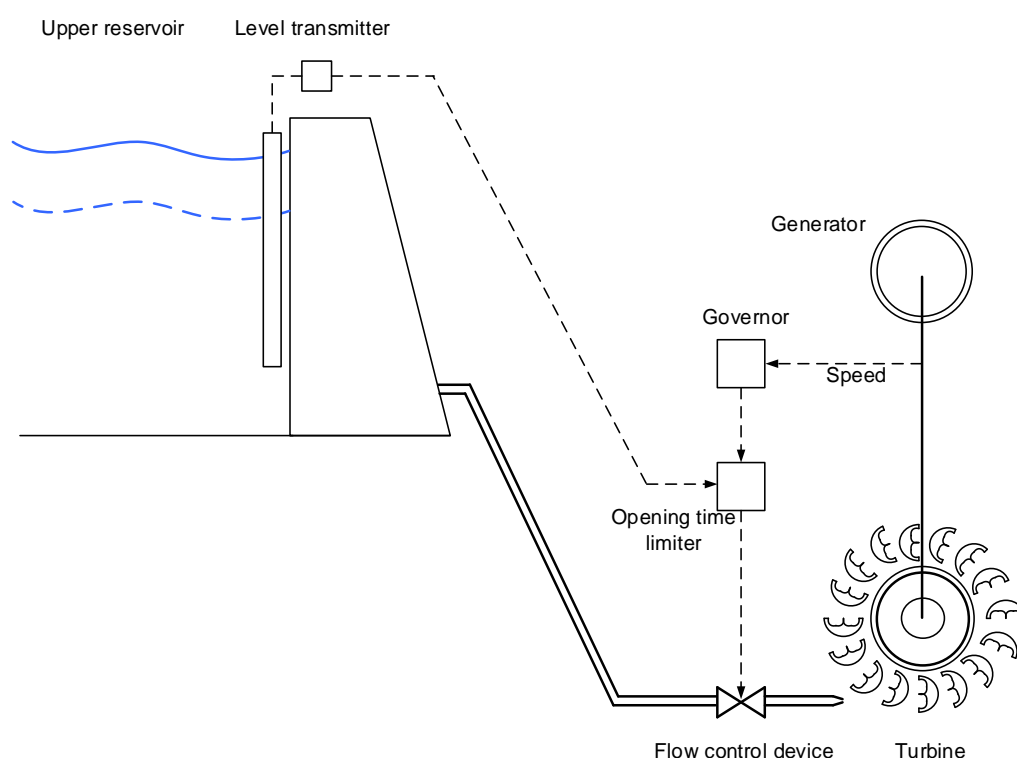 Upper reservoir
Level transmitter
Generator
Governor
Speed
Opening time
limiter
Flow control device
Turbine